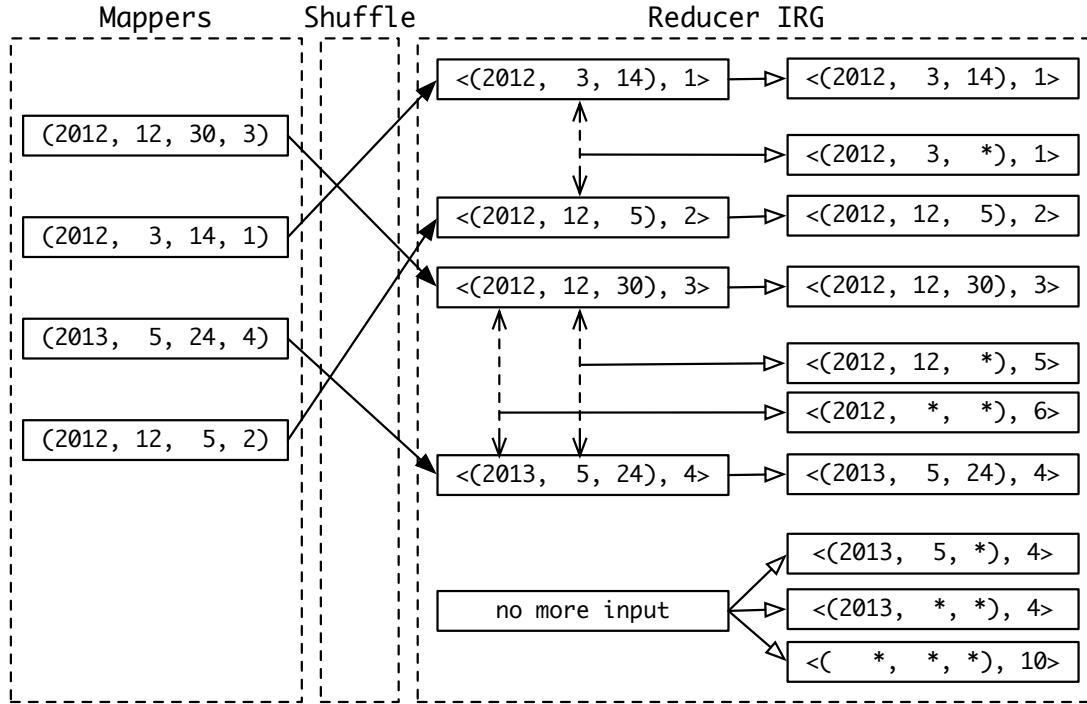 Mappers
Shuffle
Reducer IRG
(2012, 12, 30, 3)
(2012, 3, 14, 1)
(2013, 5, 24, 4)
(2012, 12, 5, 2)
<(2012, 3, 14), 1>
<(2012, 12, 5), 2>
<(2012, 12, 30), 3>
<(2013, 5, 24), 4>
no more input
<(2012, 3, 14), 1>
<(2012, 3, *), 1>
<(2012, 12, 5), 2>
<(2012, 12, 30), 3>
<(2012, 12, *), 5>
<(2012, *, *), 6>
<(2013, 5, 24), 4>
<(2013, 5, *), 4>
<(2013, *, *), 4>
<( *, *, *), 10>